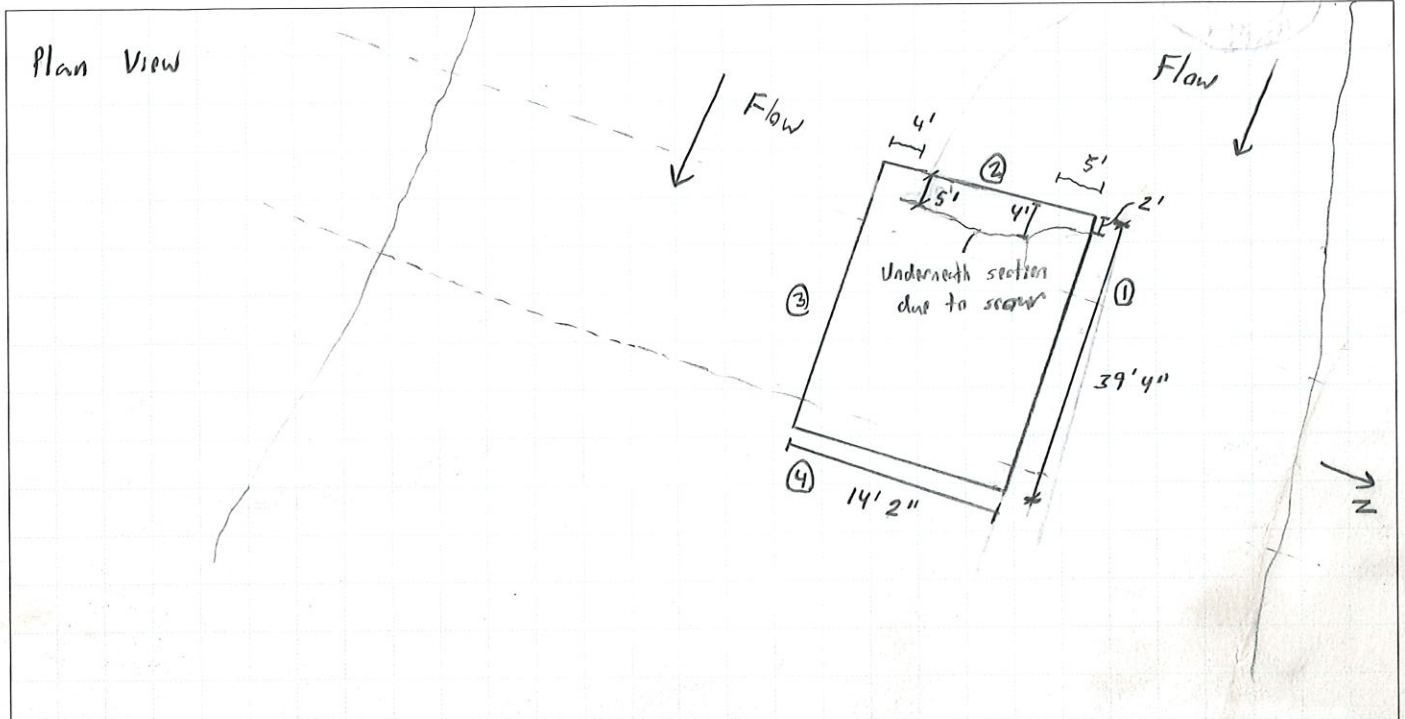 Plan View
Flow
Flow
4'
②
5'
5'
4'
2'
Underneath section
due to scour
③
①
39'4"
④
14' 2"
N